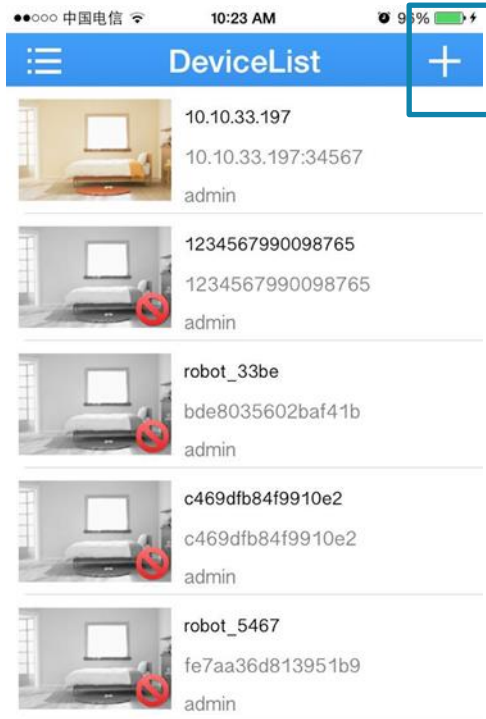 中国电信 10:23 AM 96%
DeviceList
10.10.33.197
10.10.33.197:34567
admin
1234567990098765
1234567990098765
admin
robot_33be
bde8035602baf41b
admin
c469dfb84f9910e2
c469dfb84f9910e2
admin
robot_5467
fe7aa36d813951b9
admin